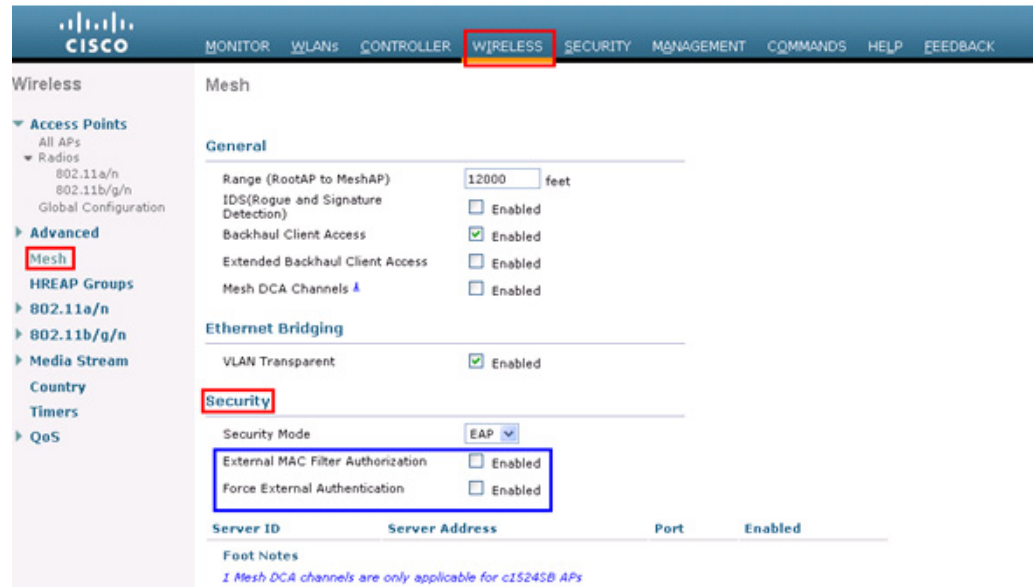 CISCO
MONITOR WLANs CONTROLLER WIRELESS SECURITY MANAGEMENT COMMANDS HELP FEEDBACK
Wireless
Access Points
All APs
Radios
802.11a/n
802.11b/g/n
Global Configuration
Advanced
Mesh
HREAP Groups
802.11a/n
802.11b/g/n
Media Stream
Country
Timers
QoS
Mesh
General
Range (RootAP to MeshAP) 12000 feet
IDS(Rogue and Signature
Detection) Enabled
Backhaul Client Access Enabled
Extended Backhaul Client Access Enabled
Mesh DCA Channels 1 Enabled
Ethernet Bridging
VLAN Transparent Enabled
Security
Security Mode EAP
External MAC Filter Authorization Enabled
Force External Authentication Enabled
Server ID Server Address Port Enabled
Foot Notes
1 Mesh DCA channels are only applicable for c1524SB APs